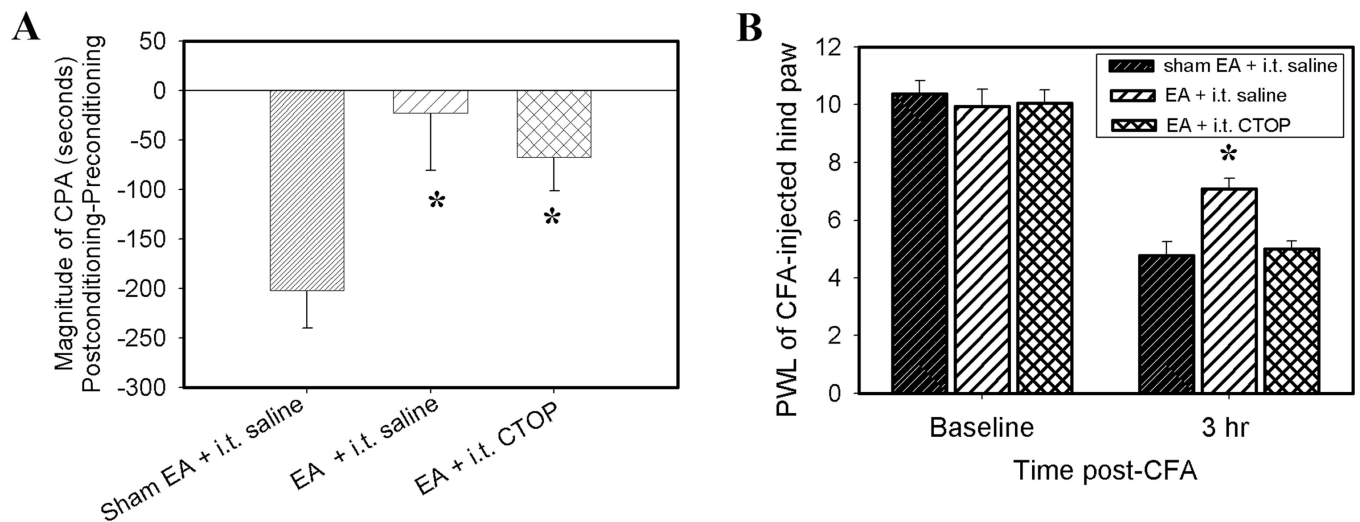 A
Magnitude of CPA (seconds)
Postconditioning-Preconditioning
50
0
-50
-100
-150
-200
-250
-300
*
*
Sham EA + i.t. saline
EA + i.t. saline
EA + i.t. CTOP
B
PWL of CFA-injected hind paw
12
10
8
6
4
2
0
sham EA + i.t. saline
EA + i.t. saline
EA + i.t. CTOP
*
Baseline
3 hr
Time post-CFA